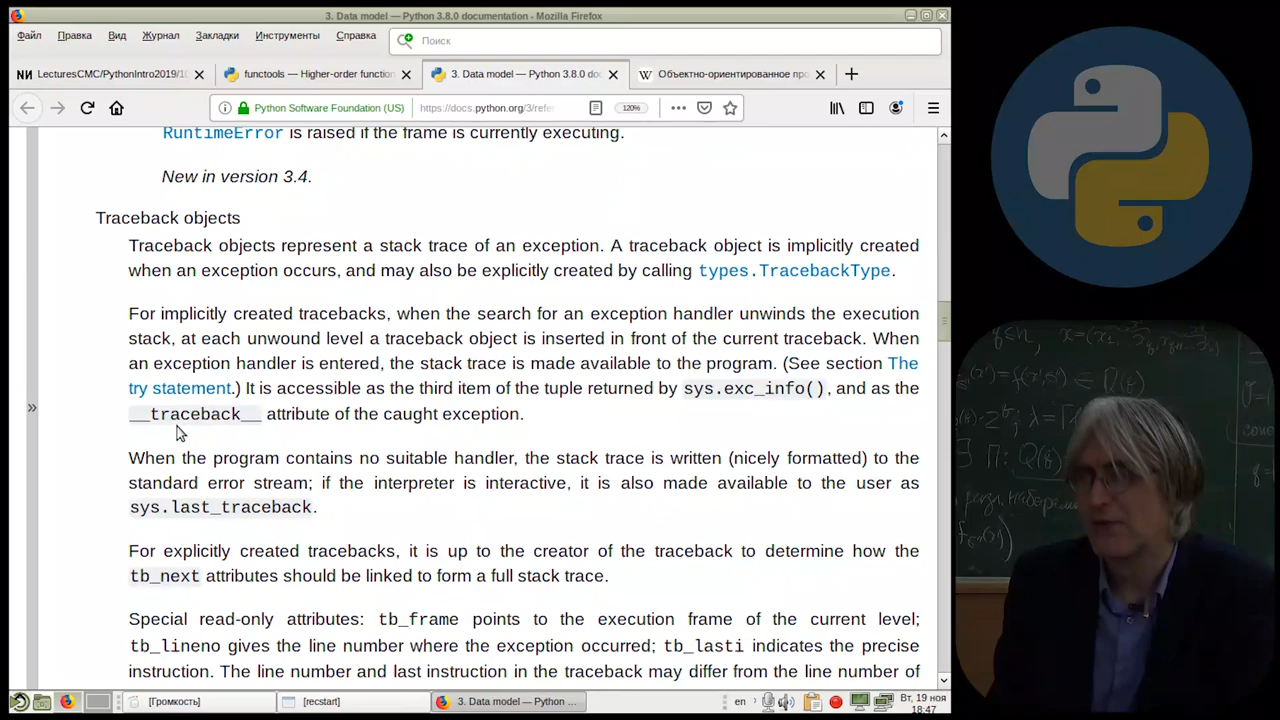 3. Data model — Python 3.8.0 documentation - Mozilla Firefox
Файл Правка Вид Журнал Закладки Инструменты Справка Поиск
LecturesCMC/PythonIntro2019/1 functools — Higher-order function 3. Data model — Python 3.8.0 doc Объектно-ориентированное про
Python Software Foundation (US) https://docs.python.org/3/refe 120%
RuntimeError is raised if the frame is currently executing.
New in version 3.4.
Traceback objects
Traceback objects represent a stack trace of an exception. A traceback object is implicitly created
when an exception occurs, and may also be explicitly created by calling types.TracebackType.
For implicitly created tracebacks, when the search for an exception handler unwinds the execution
stack, at each unwound level a traceback object is inserted in front of the current traceback. When
an exception handler is entered, the stack trace is made available to the program. (See section The
try statement.) It is accessible as the third item of the tuple returned by sys.exc_info(), and as the
__traceback__ attribute of the caught exception.
When the program contains no suitable handler, the stack trace is written (nicely formatted) to the
standard error stream; if the interpreter is interactive, it is also made available to the user as
sys.last_traceback.
For explicitly created tracebacks, it is up to the creator of the traceback to determine how the
tb_next attributes should be linked to form a full stack trace.
Special read-only attributes: tb_frame points to the execution frame of the current level;
tb_lineno gives the line number where the exception occurred; tb_lasti indicates the precise
instruction. The line number and last instruction in the traceback may differ from the line number of
[Громкость] [recstart] 3. Data model — Python ... en Вт, 19 ноя
18:47